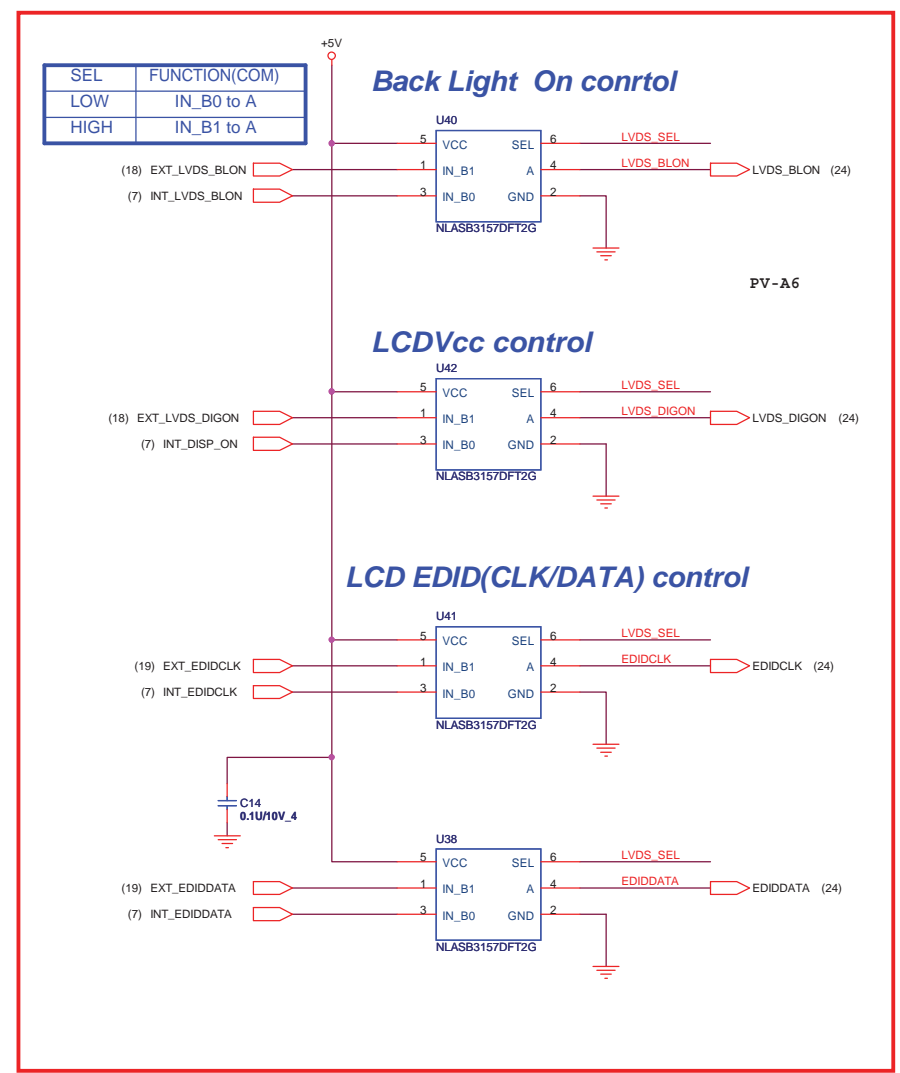 +5V
SEL FUNCTION(COM)
LOW IN_B0 to A
HIGH IN_B1 to A
Back Light On conrtol
U40
5 VCC SEL 6 LVDS_SEL
(18) EXT_LVDS_BLON 1 IN_B1 A 4 LVDS_BLON LVDS_BLON (24)
(7) INT_LVDS_BLON 3 IN_B0 GND 2
NLASB3157DFT2G
PV-A6
LCDVcc control
U42
5 VCC SEL 6 LVDS_SEL
(18) EXT_LVDS_DIGON 1 IN_B1 A 4 LVDS_DIGON LVDS_DIGON (24)
(7) INT_DISP_ON 3 IN_B0 GND 2
NLASB3157DFT2G
LCD EDID(CLK/DATA) control
U41
5 VCC SEL 6 LVDS_SEL
(19) EXT_EDIDCLK 1 IN_B1 A 4 EDIDCLK EDIDCLK (24)
(7) INT_EDIDCLK 3 IN_B0 GND 2
NLASB3157DFT2G
C14
0.1U/10V_4
U38
5 VCC SEL 6 LVDS_SEL
(19) EXT_EDIDDATA 1 IN_B1 A 4 EDIDDATA EDIDDATA (24)
(7) INT_EDIDDATA 3 IN_B0 GND 2
NLASB3157DFT2G